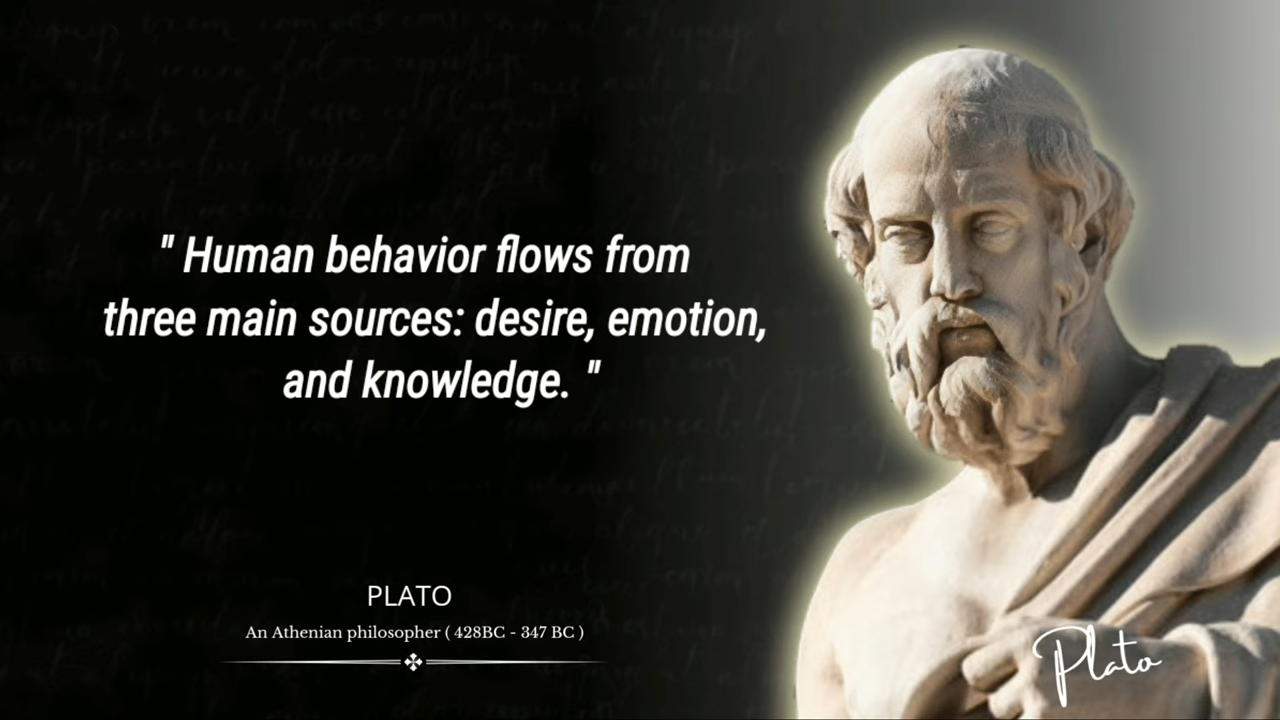 " Human behavior flows from
three main sources: desire, emotion,
and knowledge. "
PLATO
An Athenian philosopher ( 428BC - 347 BC )
Plato